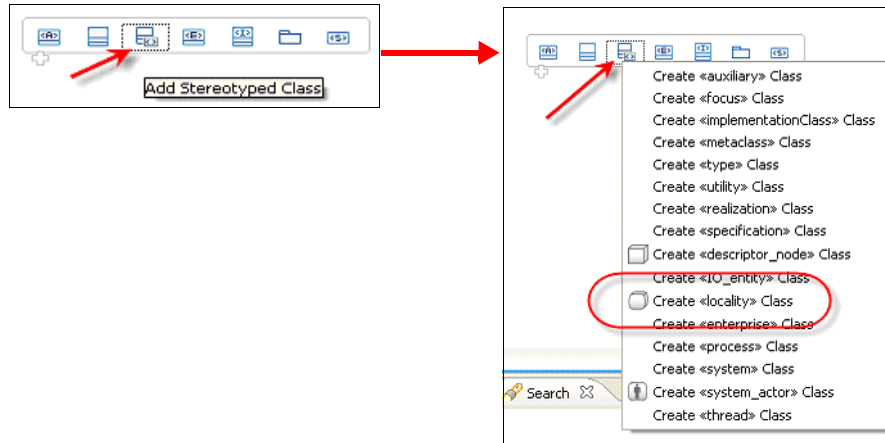 <A> <E> <I> <S>
Add Stereotyped Class
<A> <E> <I> <S>
Create «auxiliary» Class
Create «focus» Class
Create «implementationClass» Class
Create «metaclass» Class
Create «type» Class
Create «utility» Class
Create «realization» Class
Create «specification» Class
Create «descriptor_node» Class
Create «IO_entity» Class
Create «locality» Class
Create «enterprise» Class
Create «process» Class
Create «system» Class
Search
Create «system_actor» Class
Create «thread» Class